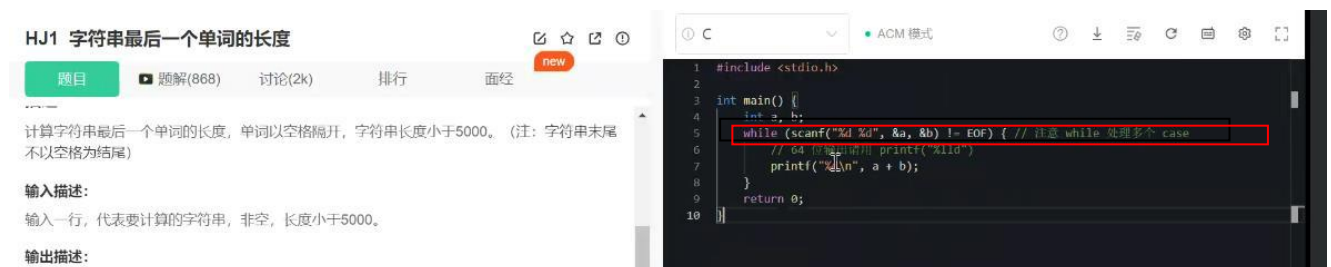 HJ1 字符串最后一个单词的长度
new
题目 题解(868) 讨论(2k) 排行 面经
计算字符串最后一个单词的长度，单词以空格隔开，字符串长度小于5000。（注：字符串末尾
不以空格为结尾）
输入描述：
输入一行，代表要计算的字符串，非空，长度小于5000。
输出描述：
C
ACM 模式
1 #include <stdio.h>
2
3 int main() {
4 int a, b;
5 while (scanf("%d %d", &a, &b) != EOF) { // 注意 while 处理多个 case
6 // 64 位输出请用 printf("%lld")
7 printf("%d\n", a + b);
8 }
9 return 0;
10 }